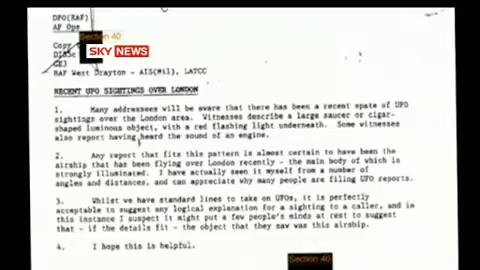 DPO(RAF)
AF Ops
Section 40
Copy
DI55c
SKY NEWS
GE3
RAF West Drayton - AIS(Mil), LATCC
RECENT UFO SIGHTINGS OVER LONDON
1. Many addressees will be aware that there has been a recent spate of UFO
sightings over the London area. Witnesses describe a large saucer or cigar-
shaped luminous object, with a red flashing light underneath. Some witnesses
also report having heard the sound of an engine.
2. Any report that fits this pattern is almost certain to have been the
airship that has been flying over London recently - the main body of which is
strongly illuminated. I have actually seen it myself from a number of
angles and distances, and can appreciate why many people are filing UFO reports.
3. Whilst we have standard lines to take on UFOs, it is perfectly
acceptable to suggest any logical explanation for a sighting to a caller, and in
this instance I suspect it might put a few people's minds at rest to suggest
that - if the details fit - the object that they saw was this airship.
4. I hope this is helpful.
Section 40